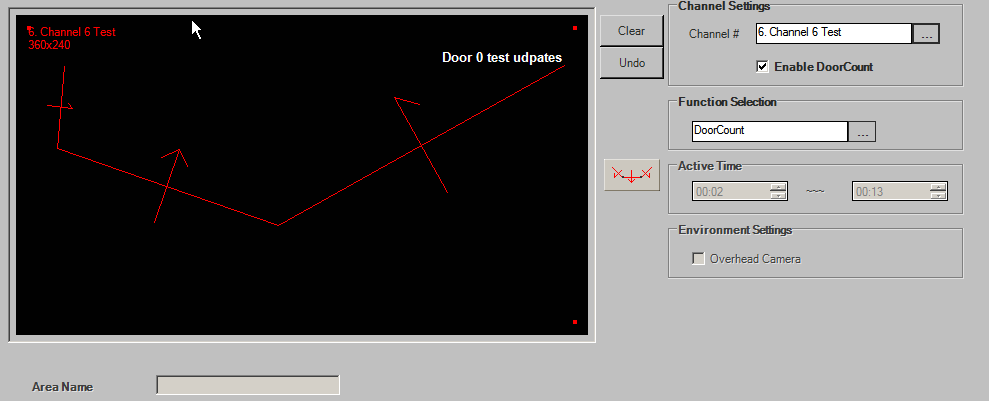 6. Channel 6 Test
360x240
Door 0 test udpates
Clear
Undo
Channel Settings
Channel #
6. Channel 6 Test
...
Enable DoorCount
Function Selection
DoorCount
...
Active Time
00:02
~~~
00:13
Environment Settings
Overhead Camera
Area Name